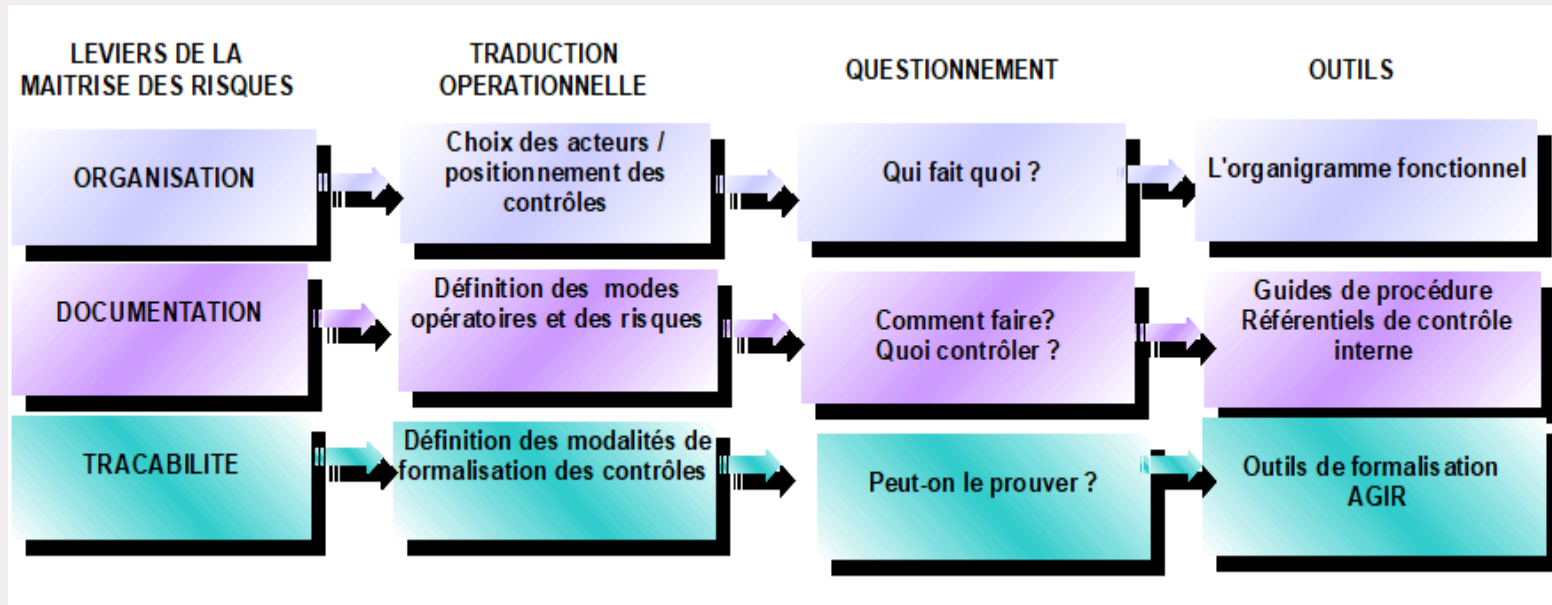 LEVIERS DE LA
MAITRISE DES RISQUES
TRADUCTION
OPERATIONNELLE
QUESTIONNEMENT
OUTILS
ORGANISATION
Choix des acteurs /
positionnement des
contrôles
Qui fait quoi ?
L'organigramme fonctionnel
DOCUMENTATION
Définition des modes
opératoires et des risques
Comment faire?
Quoi contrôler ?
Guides de procédure
Référentiels de contrôle
interne
TRACABILITE
Définition des modalités de
formalisation des contrôles
Peut-on le prouver ?
Outils de formalisation
AGIR